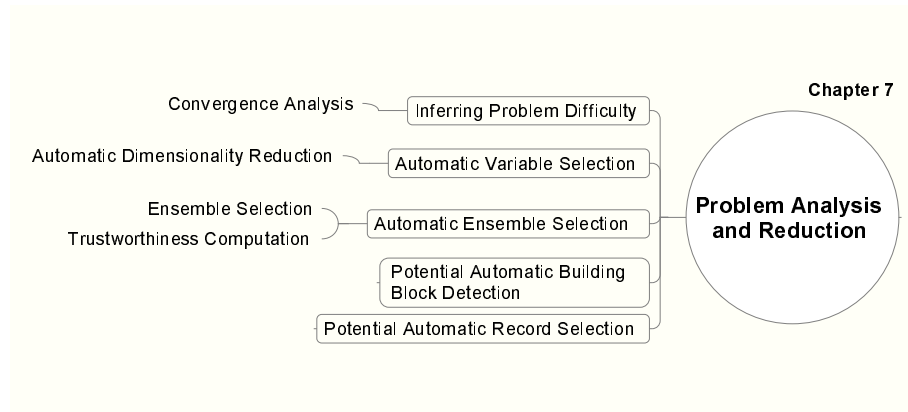 Chapter 7
Problem Analysis
and Reduction
Inferring Problem Difficulty
Convergence Analysis
Automatic Variable Selection
Automatic Dimensionality Reduction
Automatic Ensemble Selection
Ensemble Selection
Trustworthiness Computation
Potential Automatic Building
Block Detection
Potential Automatic Record Selection